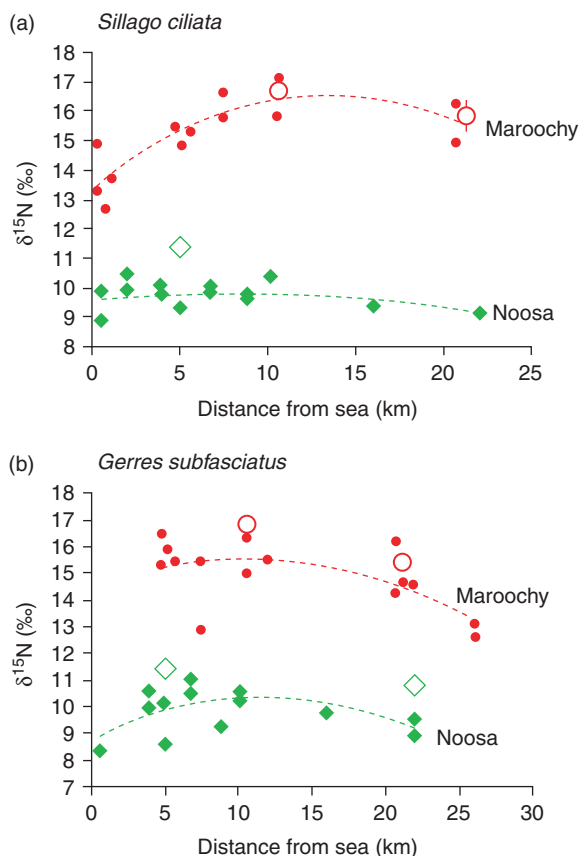 (a) Sillago ciliata
18
17
16
15
14
13
12
11
10
9
8
δ15N (‰)
Maroochy
Noosa
0 5 10 15 20 25
Distance from sea (km)
(b) Gerres subfasciatus
18
17
16
15
14
13
12
11
10
9
8
7
δ15N (‰)
Maroochy
Noosa
0 5 10 15 20 25 30
Distance from sea (km)